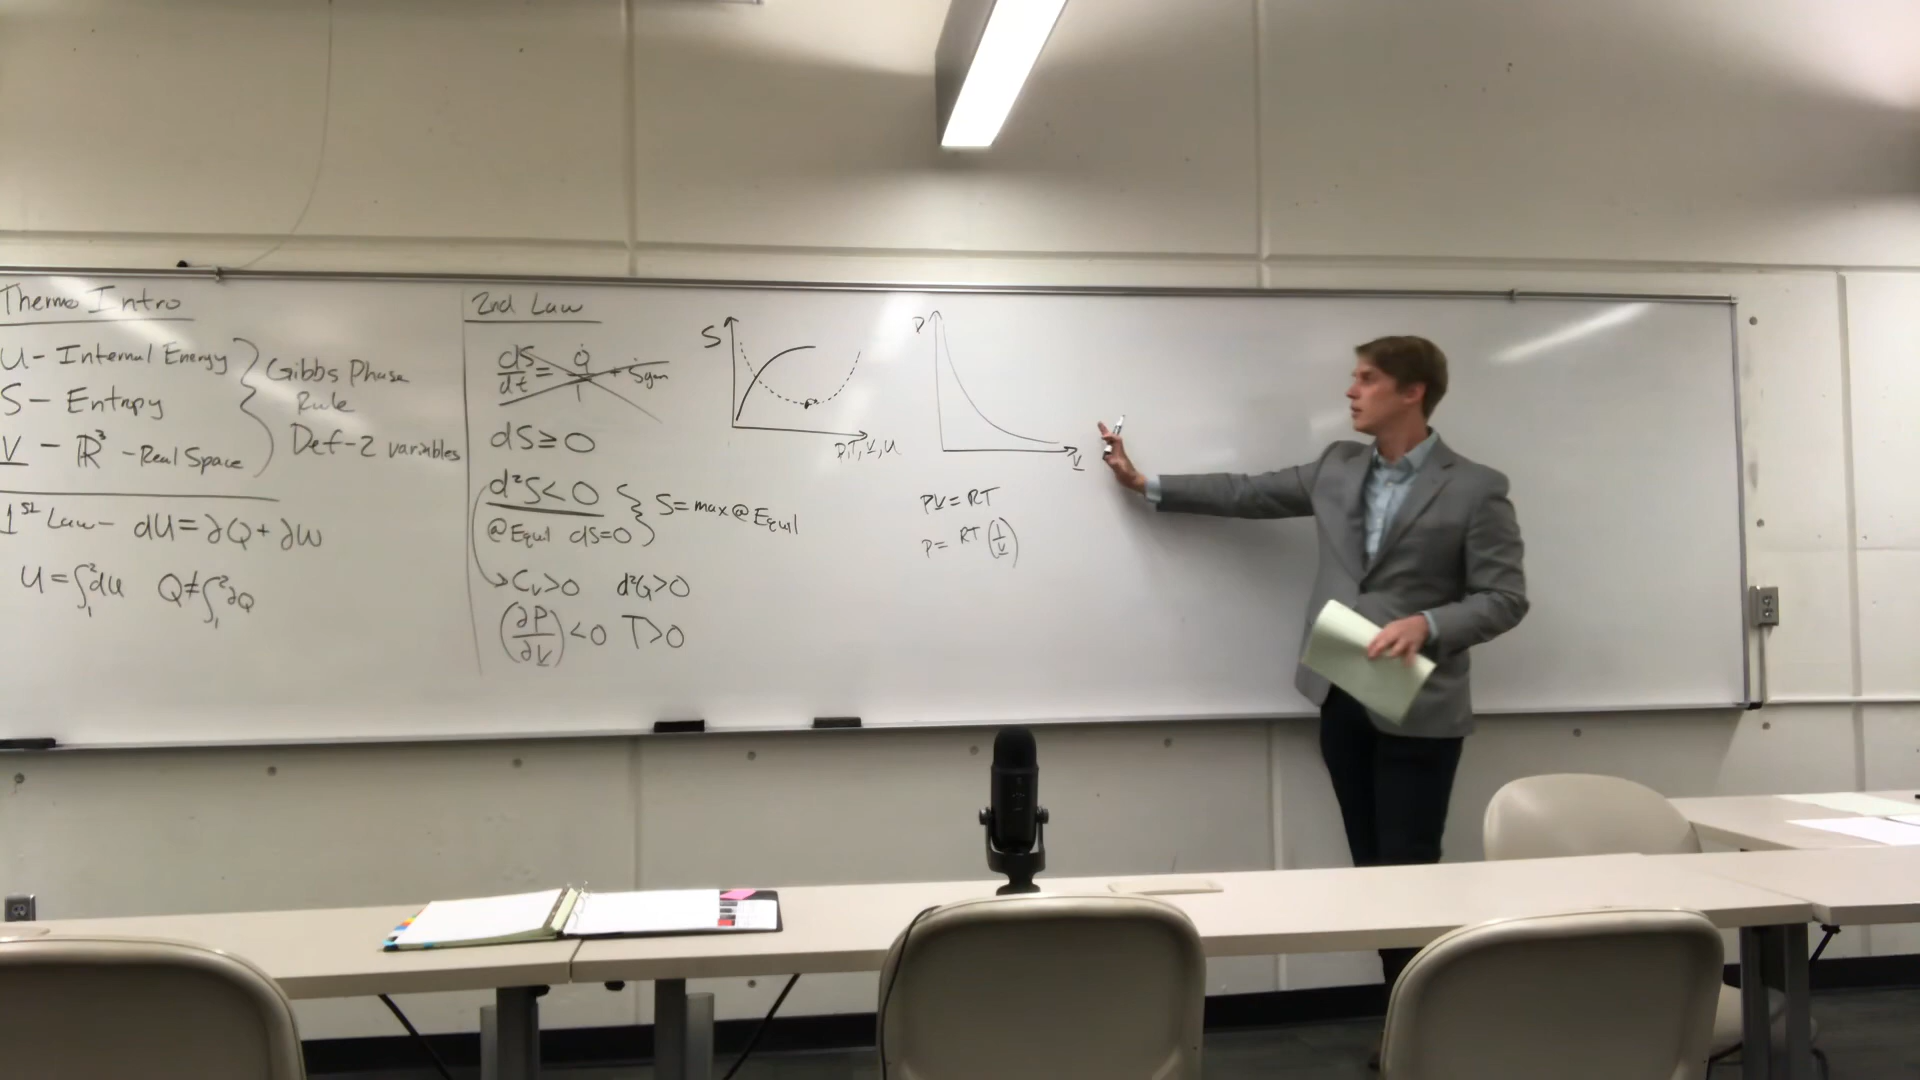 Thermo Intro
U - Internal Energy
S - Entropy
V - ℝ³ - Real Space
Gibbs Phase
Rule
Def - 2 variables
1st Law - dU = ∂Q + ∂W
U = ∫₁² dU   Q ≠ ∫₁² ∂Q
2nd Law
dS/dt = Q̇/T + Ṡgen
dS ≥ 0
d²S < 0
@ Equil dS = 0
S = max @ Equil
→ Cv > 0   d²G > 0
(∂P/∂V) < 0   T > 0
S
P, T, V, U
P
V
PV = RT
P = RT (1/V)